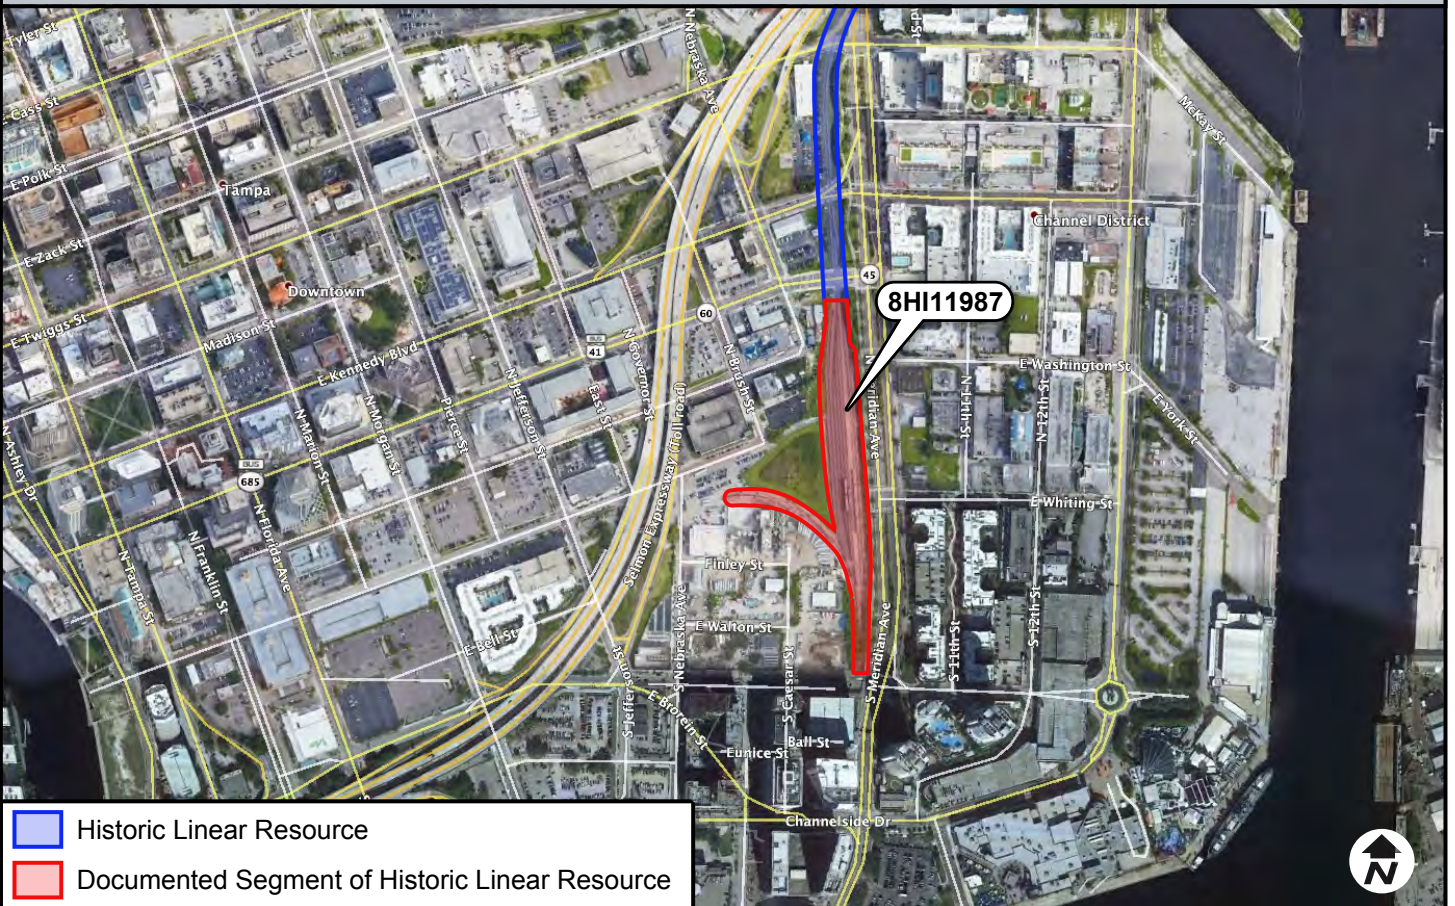 Tyler St
Cass St
E Polk St
E Zack St
E Twiggs St
Madison St
E Kennedy Blvd
Tampa
Downtown
N Nebraska Ave
McKay St
Channel District
45
8HI11987
60
BUS
41
BUS
685
N Ashley Dr
N Tampa St
N Franklin St
N Florida Ave
N Marion St
N Morgan St
Pierce St
N Jefferson St
East St
N Governor St
N Brush St
Selmon Expressway (Toll road)
E Washington St
E York St
N 11th St
N 12th St
E Whiting St
Finley St
E Walton St
S Nebraska Ave
S Caesar St
S Meridian Ave
S 11th St
S 12th St
E Bell St
E Brorein St
Eunice St
Ball St
Channelside Dr
Historic Linear Resource
Documented Segment of Historic Linear Resource
N